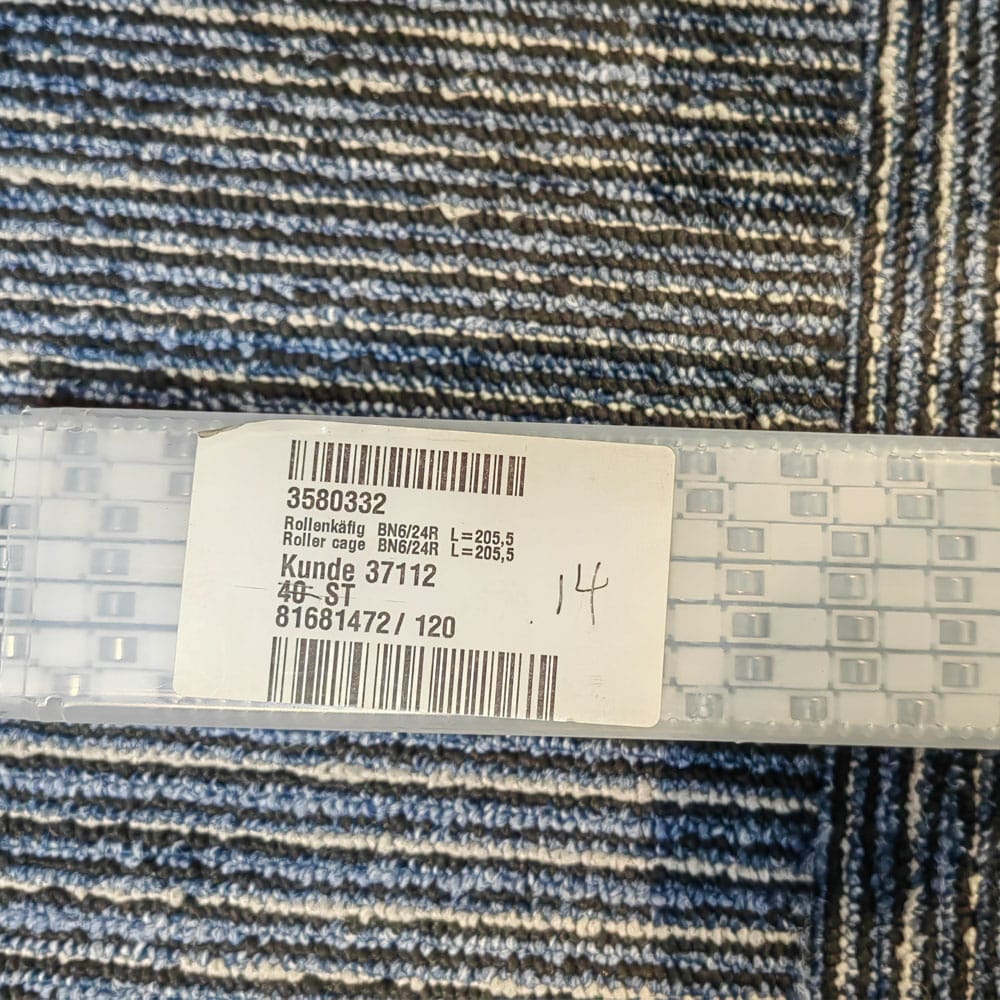 3580332
Rollenkäfig BN6/24R L=205,5
Roller cage BN6/24R L=205,5
Kunde 37112
40 ST
81681472/ 120
14